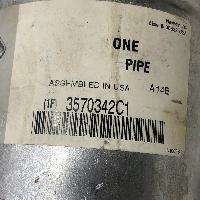 ONE
PIPE
ASSEMBLED IN USA A14B
(1P) 3570342C1